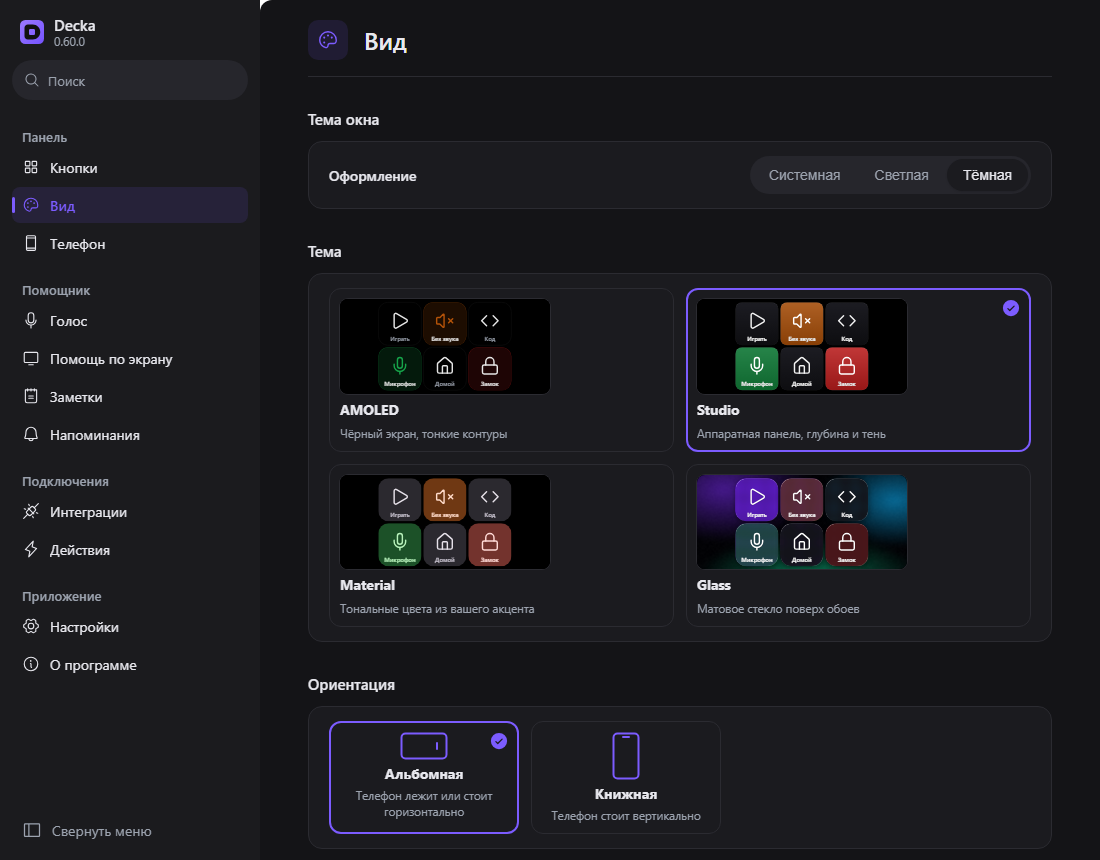 Decka
0.60.0
Поиск
Панель
Кнопки
Вид
Телефон
Помощник
Голос
Помощь по экрану
Заметки
Напоминания
Подключения
Интеграции
Действия
Приложение
Настройки
О программе
Свернуть меню
Вид
Тема окна
Оформление
Системная Светлая Тёмная
Тема
Играть Без звука Код
Микрофон Домой Замок
AMOLED
Чёрный экран, тонкие контуры
Играть Без звука Код
Микрофон Домой Замок
Studio
Аппаратная панель, глубина и тень
Играть Без звука Код
Микрофон Домой Замок
Material
Тональные цвета из вашего акцента
Играть Без звука Код
Микрофон Домой Замок
Glass
Матовое стекло поверх обоев
Ориентация
Альбомная
Телефон лежит или стоит
горизонтально
Книжная
Телефон стоит вертикально